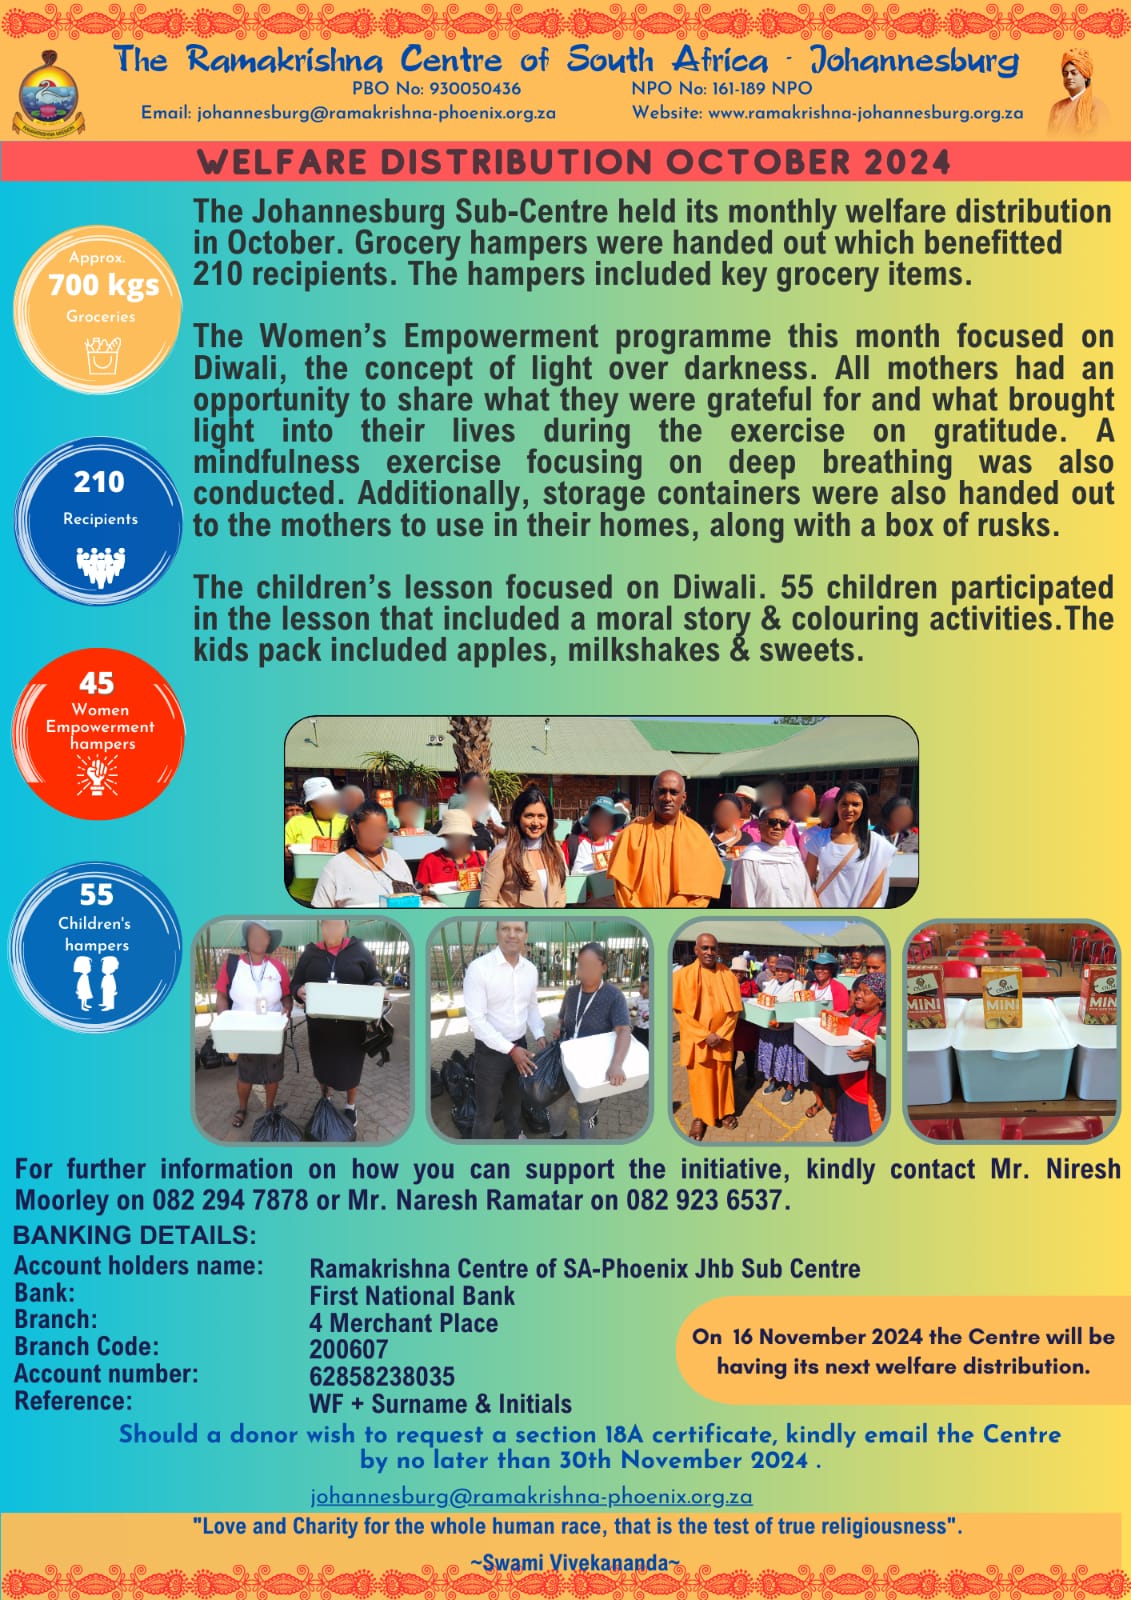 The Ramakrishna Centre of South Africa - Johannesburg
PBO No: 930050436 NPO No: 161-189 NPO
Email: johannesburg@ramakrishna-phoenix.org.za Website: www.ramakrishna-johannesburg.org.za
WELFARE DISTRIBUTION OCTOBER 2024
The Johannesburg Sub-Centre held its monthly welfare distribution
in October. Grocery hampers were handed out which benefitted
210 recipients. The hampers included key grocery items.
The Women’s Empowerment programme this month focused on
Diwali, the concept of light over darkness. All mothers had an
opportunity to share what they were grateful for and what brought
light into their lives during the exercise on gratitude. A
mindfulness exercise focusing on deep breathing was also
conducted. Additionally, storage containers were also handed out
to the mothers to use in their homes, along with a box of rusks.
The children’s lesson focused on Diwali. 55 children participated
in the lesson that included a moral story & colouring activities.The
kids pack included apples, milkshakes & sweets.
Approx.
700 kgs
Groceries
210
Recipients
45
Women
Empowerment
hampers
55
Children's
hampers
OUMA
MINI
OUMA
MINI
OUMA
MIN
For further information on how you can support the initiative, kindly contact Mr. Niresh
Moorley on 082 294 7878 or Mr. Naresh Ramatar on 082 923 6537.
BANKING DETAILS:
Account holders name: Ramakrishna Centre of SA-Phoenix Jhb Sub Centre
Bank: First National Bank
Branch: 4 Merchant Place
Branch Code: 200607
Account number: 62858238035
Reference: WF + Surname & Initials
On 16 November 2024 the Centre will be
having its next welfare distribution.
Should a donor wish to request a section 18A certificate, kindly email the Centre
by no later than 30th November 2024 .
johannesburg@ramakrishna-phoenix.org.za
"Love and Charity for the whole human race, that is the test of true religiousness".
~Swami Vivekananda~